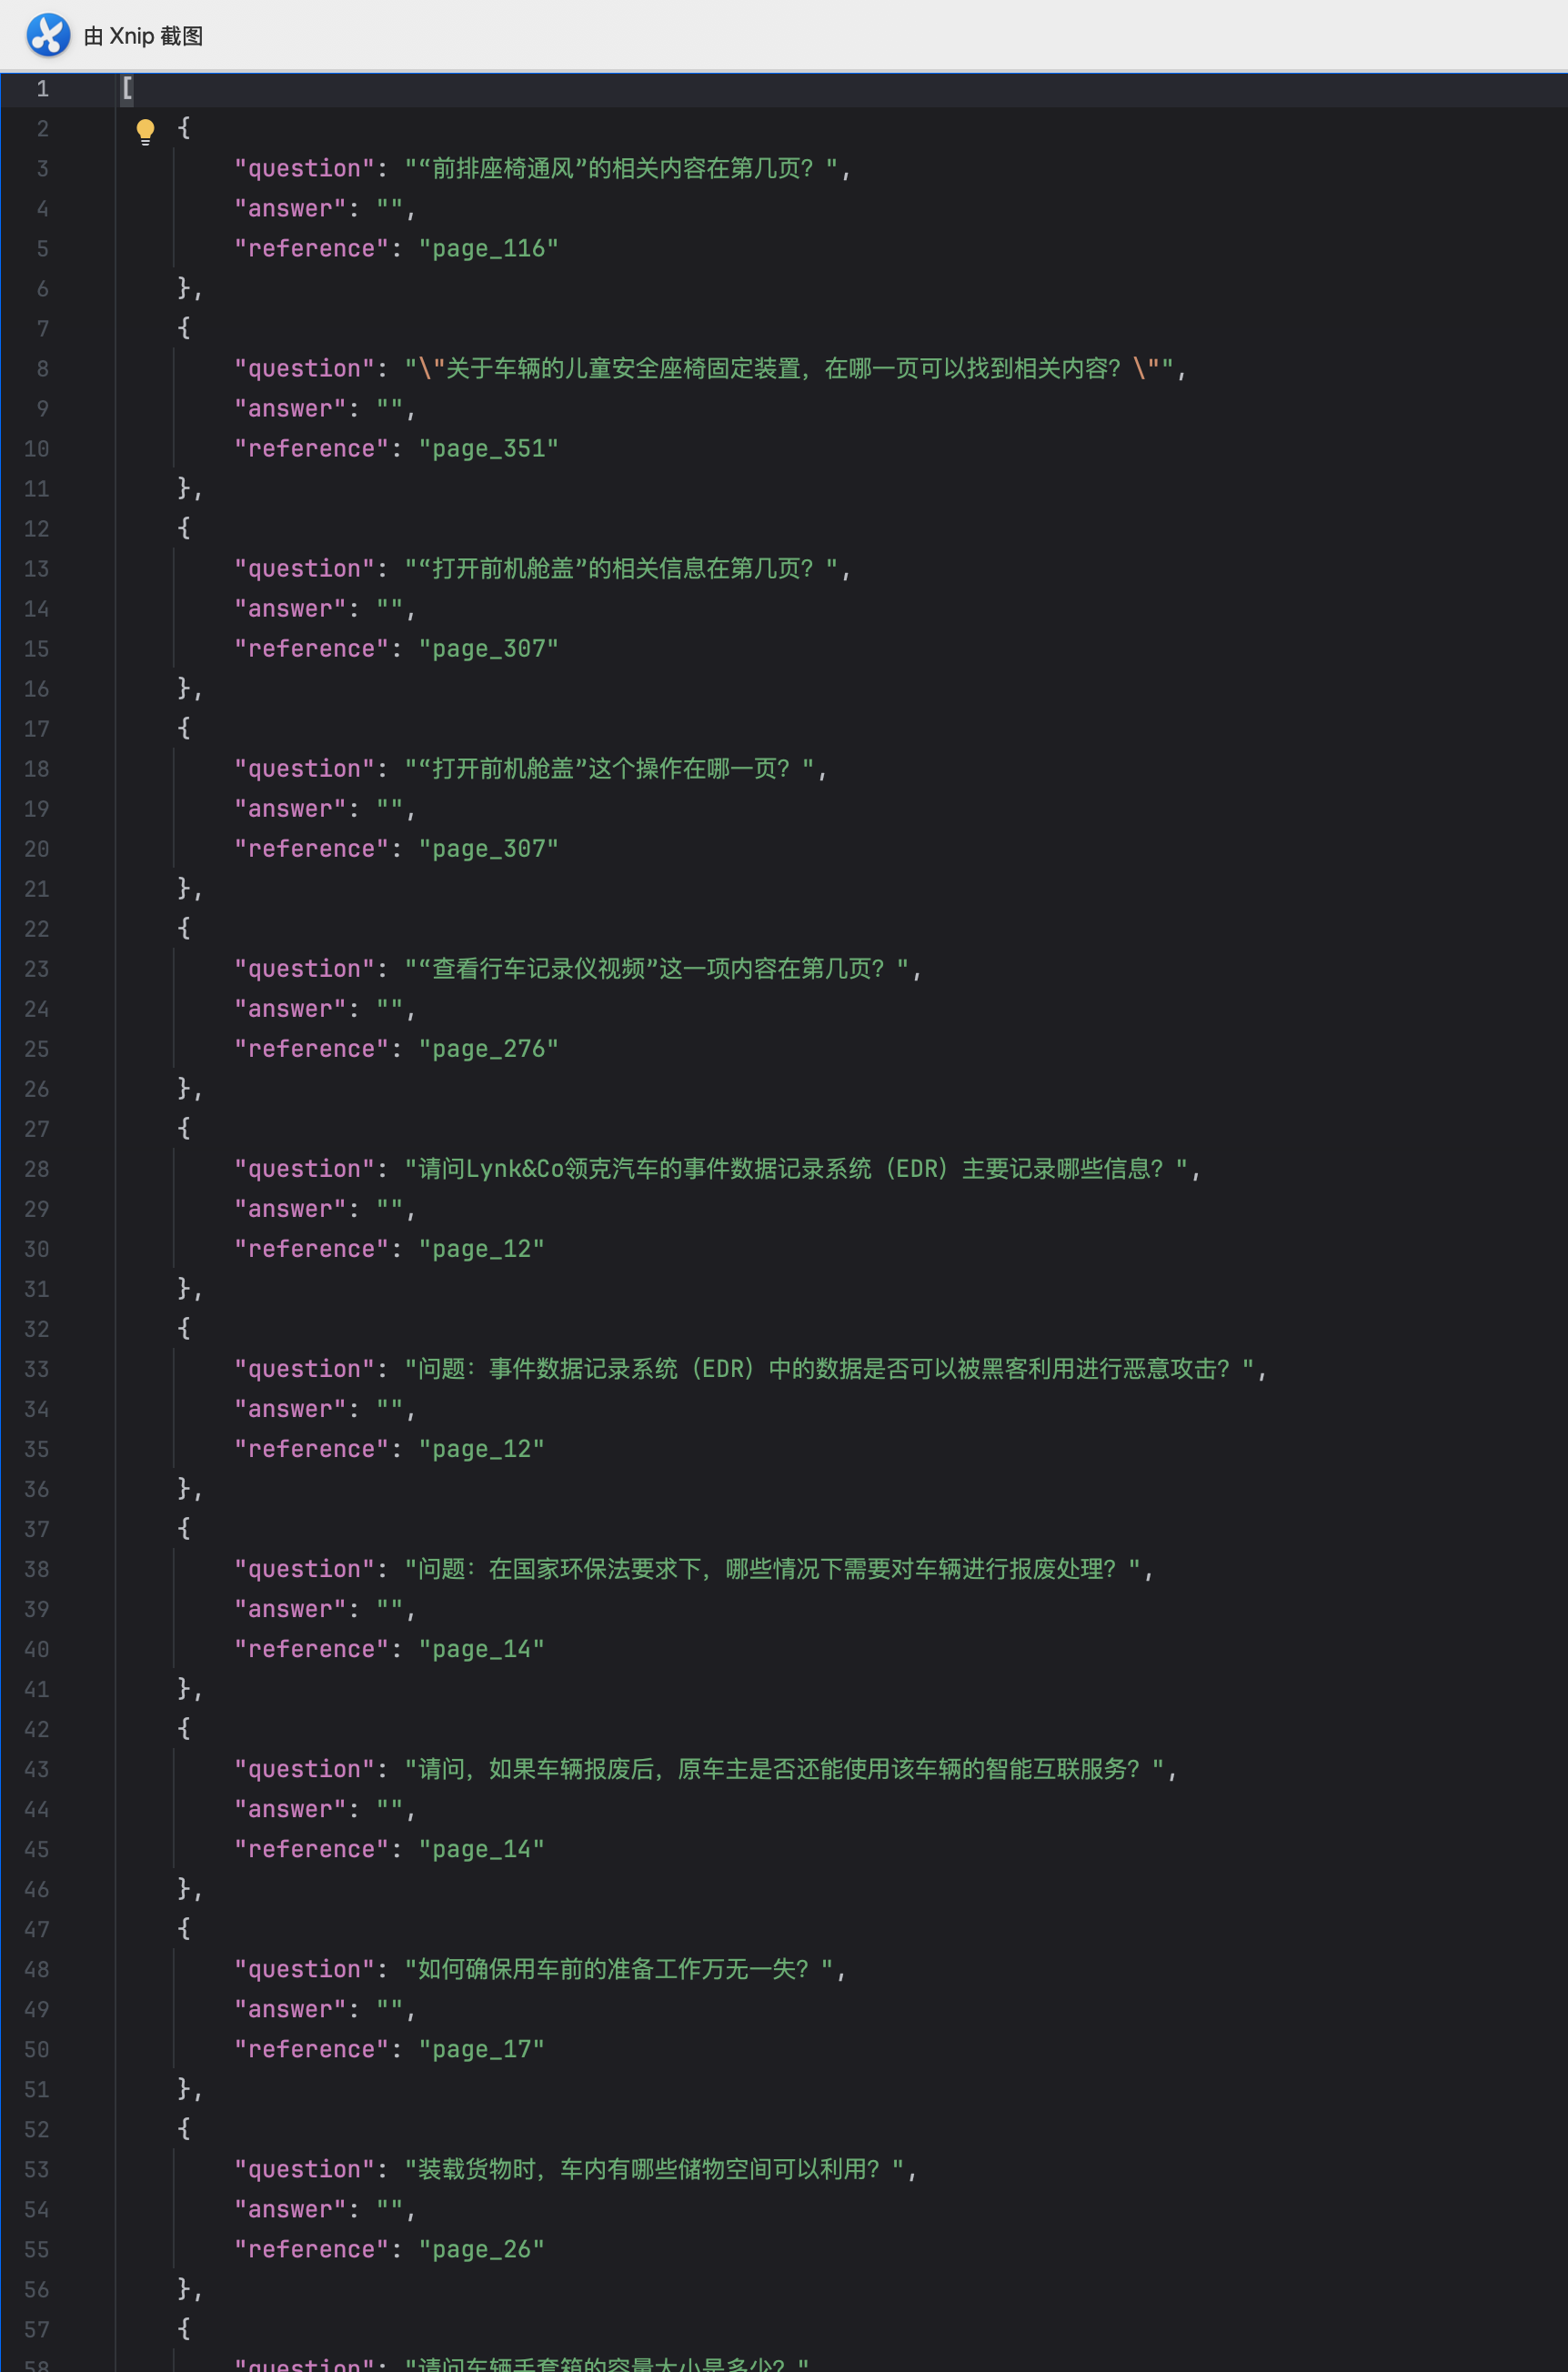 由 Xnip 截图
1 [
2 {
3 "question": "“前排座椅通风”的相关内容在第几页？",
4 "answer": "",
5 "reference": "page_116"
6 },
7 {
8 "question": "\"关于车辆的儿童安全座椅固定装置，在哪一页可以找到相关内容？\"",
9 "answer": "",
10 "reference": "page_351"
11 },
12 {
13 "question": "“打开前机舱盖”的相关信息在第几页？",
14 "answer": "",
15 "reference": "page_307"
16 },
17 {
18 "question": "“打开前机舱盖”这个操作在哪一页？",
19 "answer": "",
20 "reference": "page_307"
21 },
22 {
23 "question": "“查看行车记录仪视频”这一项内容在第几页？",
24 "answer": "",
25 "reference": "page_276"
26 },
27 {
28 "question": "请问Lynk&Co领克汽车的事件数据记录系统（EDR）主要记录哪些信息？",
29 "answer": "",
30 "reference": "page_12"
31 },
32 {
33 "question": "问题：事件数据记录系统（EDR）中的数据是否可以被黑客利用进行恶意攻击？",
34 "answer": "",
35 "reference": "page_12"
36 },
37 {
38 "question": "问题：在国家环保法要求下，哪些情况下需要对车辆进行报废处理？",
39 "answer": "",
40 "reference": "page_14"
41 },
42 {
43 "question": "请问，如果车辆报废后，原车主是否还能使用该车辆的智能互联服务？",
44 "answer": "",
45 "reference": "page_14"
46 },
47 {
48 "question": "如何确保用车前的准备工作万无一失？",
49 "answer": "",
50 "reference": "page_17"
51 },
52 {
53 "question": "装载货物时，车内有哪些储物空间可以利用？",
54 "answer": "",
55 "reference": "page_26"
56 },
57 {
58 "question": "请问车辆手套箱的容量大小是多少？"